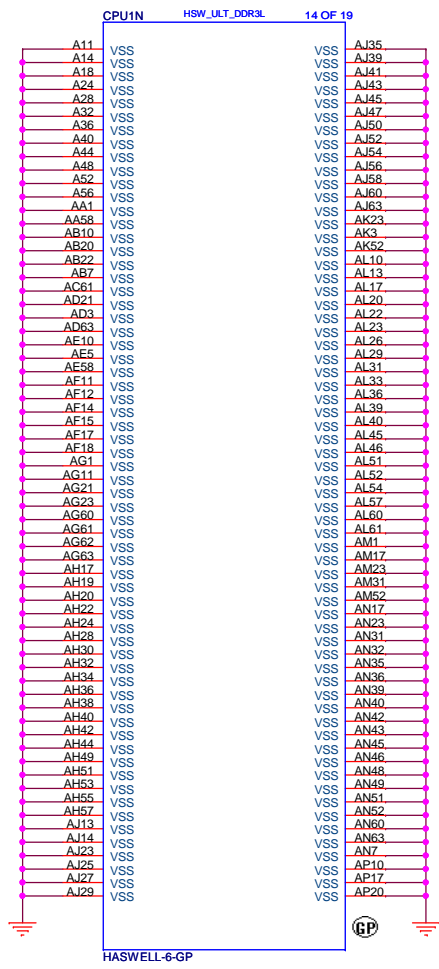 CPU1N HSW_ULT_DDR3L 14 OF 19
A11 VSS VSS AJ35
A14 VSS VSS AJ39
A18 VSS VSS AJ41
A24 VSS VSS AJ43
A28 VSS VSS AJ45
A32 VSS VSS AJ47
A36 VSS VSS AJ50
A40 VSS VSS AJ52
A44 VSS VSS AJ54
A48 VSS VSS AJ56
A52 VSS VSS AJ58
A56 VSS VSS AJ60
AA1 VSS VSS AJ63
AA58 VSS VSS AK23
AB10 VSS VSS AK3
AB20 VSS VSS AK52
AB22 VSS VSS AL10
AB7 VSS VSS AL13
AC61 VSS VSS AL17
AD21 VSS VSS AL20
AD3 VSS VSS AL22
AD63 VSS VSS AL23
AE10 VSS VSS AL26
AE5 VSS VSS AL29
AE58 VSS VSS AL31
AF11 VSS VSS AL33
AF12 VSS VSS AL36
AF14 VSS VSS AL39
AF15 VSS VSS AL40
AF17 VSS VSS AL45
AF18 VSS VSS AL46
AG1 VSS VSS AL51
AG11 VSS VSS AL52
AG21 VSS VSS AL54
AG23 VSS VSS AL57
AG60 VSS VSS AL60
AG61 VSS VSS AL61
AG62 VSS VSS AM1
AG63 VSS VSS AM17
AH17 VSS VSS AM23
AH19 VSS VSS AM31
AH20 VSS VSS AM52
AH22 VSS VSS AN17
AH24 VSS VSS AN23
AH28 VSS VSS AN31
AH30 VSS VSS AN32
AH32 VSS VSS AN35
AH34 VSS VSS AN36
AH36 VSS VSS AN39
AH38 VSS VSS AN40
AH40 VSS VSS AN42
AH42 VSS VSS AN43
AH44 VSS VSS AN45
AH49 VSS VSS AN46
AH51 VSS VSS AN48
AH53 VSS VSS AN49
AH55 VSS VSS AN51
AH57 VSS VSS AN52
AJ13 VSS VSS AN60
AJ14 VSS VSS AN63
AJ23 VSS VSS AN7
AJ25 VSS VSS AP10
AJ27 VSS VSS AP17
AJ29 VSS VSS AP20
GP
HASWELL-6-GP